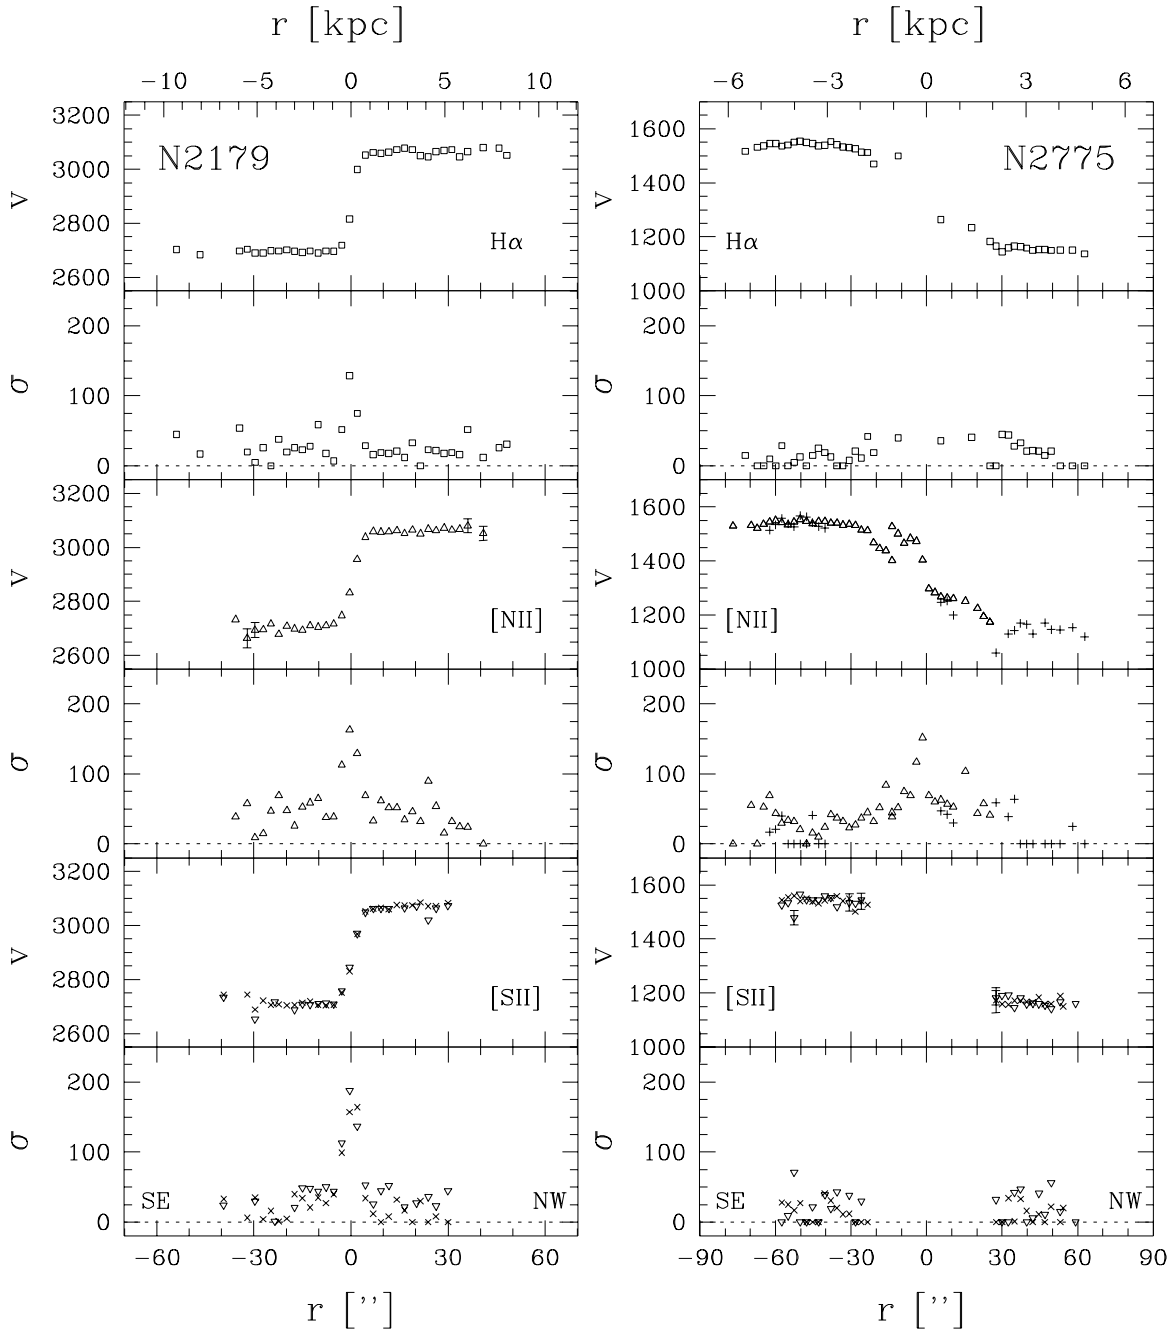 r [kpc] r [kpc]
−10 −5 0 5 10 −6 −3 0 3 6
3200 1600
N2179 N2775
3000 1400
V V
2800 1200
Hα Hα
2600 1000
200 200
σ σ
100 100
0 0
3200 1600
3000 1400
V V
2800 1200
[NII] [NII]
2600 1000
200 200
σ σ
100 100
0 0
3200 1600
3000 1400
V V
2800 1200
[SII] [SII]
2600 1000
200 200
σ σ
100 100
SE NW SE NW
0 0
−60 −30 0 30 60 −90 −60 −30 0 30 60 90
r [''] r ['']